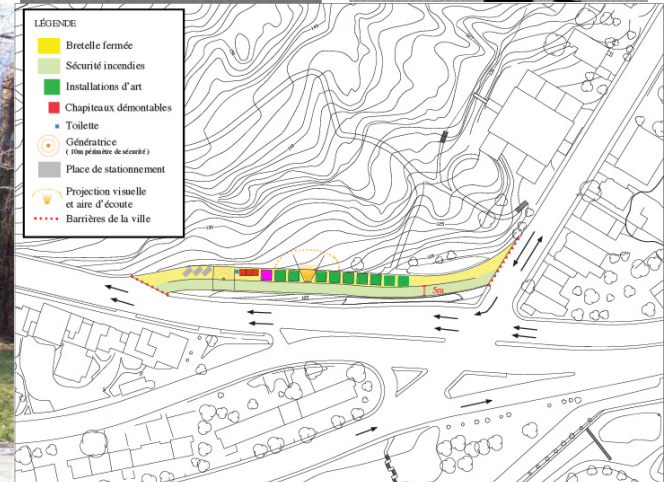 LÉGENDE
Bretelle fermée
Sécurité incendies
Installations d'art
Chapiteaux démontables
Toilette
Génératrice
( 10m périmètre de sécurité )
Place de stationnement
Projection visuelle
et aire d'écoute
Barrières de la ville
5m